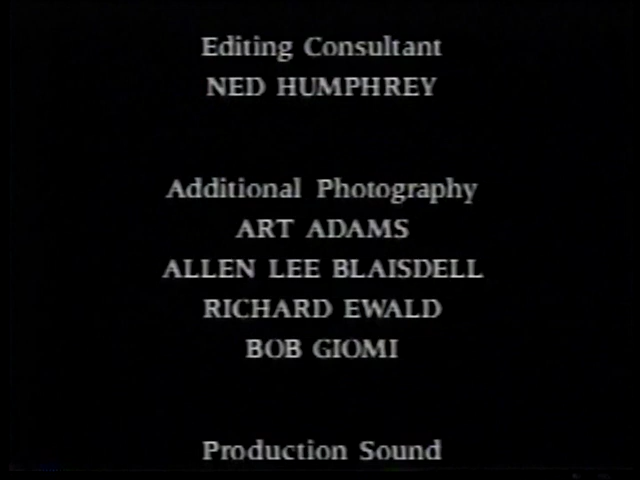 Editing Consultant
NED HUMPHREY
Additional Photography
ART ADAMS
ALLEN LEE BLAISDELL
RICHARD EWALD
BOB GIOMI
Production Sound